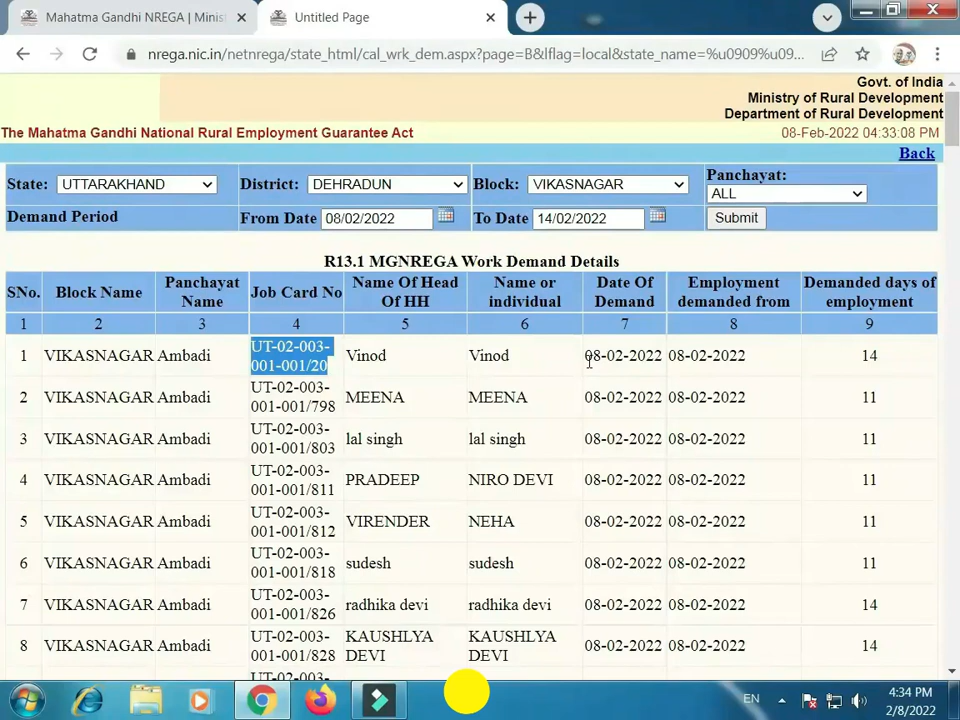 Mahatma Gandhi NREGA | Minis
Untitled Page
nrega.nic.in/netnrega/state_html/cal_wrk_dem.aspx?page=B&lflag=local&state_name=%u0909%u09...
Govt. of India
Ministry of Rural Development
Department of Rural Development
The Mahatma Gandhi National Rural Employment Guarantee Act 08-Feb-2022 04:33:08 PM
Back
State: UTTARAKHAND District: DEHRADUN Block: VIKASNAGAR Panchayat: ALL
Demand Period From Date 08/02/2022 To Date 14/02/2022 Submit
R13.1 MGNREGA Work Demand Details
SNo. Block Name Panchayat Name Job Card No Name Of Head Of HH Name or individual Date Of Demand Employment demanded from Demanded days of employment
1 2 3 4 5 6 7 8 9
1 VIKASNAGAR Ambadi UT-02-003-001-001/20 Vinod Vinod 08-02-2022 08-02-2022 14
2 VIKASNAGAR Ambadi UT-02-003-001-001/798 MEENA MEENA 08-02-2022 08-02-2022 11
3 VIKASNAGAR Ambadi UT-02-003-001-001/803 lal singh lal singh 08-02-2022 08-02-2022 11
4 VIKASNAGAR Ambadi UT-02-003-001-001/811 PRADEEP NIRO DEVI 08-02-2022 08-02-2022 11
5 VIKASNAGAR Ambadi UT-02-003-001-001/812 VIRENDER NEHA 08-02-2022 08-02-2022 11
6 VIKASNAGAR Ambadi UT-02-003-001-001/818 sudesh sudesh 08-02-2022 08-02-2022 11
7 VIKASNAGAR Ambadi UT-02-003-001-001/826 radhika devi radhika devi 08-02-2022 08-02-2022 14
8 VIKASNAGAR Ambadi UT-02-003-001-001/828 KAUSHLYA DEVI KAUSHLYA DEVI 08-02-2022 08-02-2022 14
UT-02-003-
EN 4:34 PM
2/8/2022